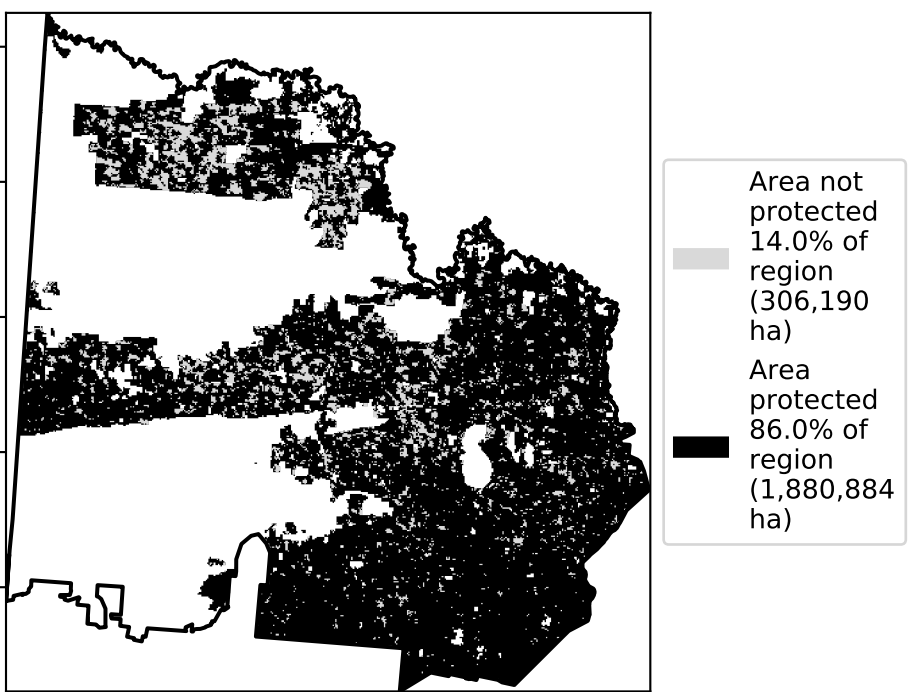 Area not
protected
14.0% of
region
(306,190
ha)
Area
protected
86.0% of
region
(1,880,884
ha)